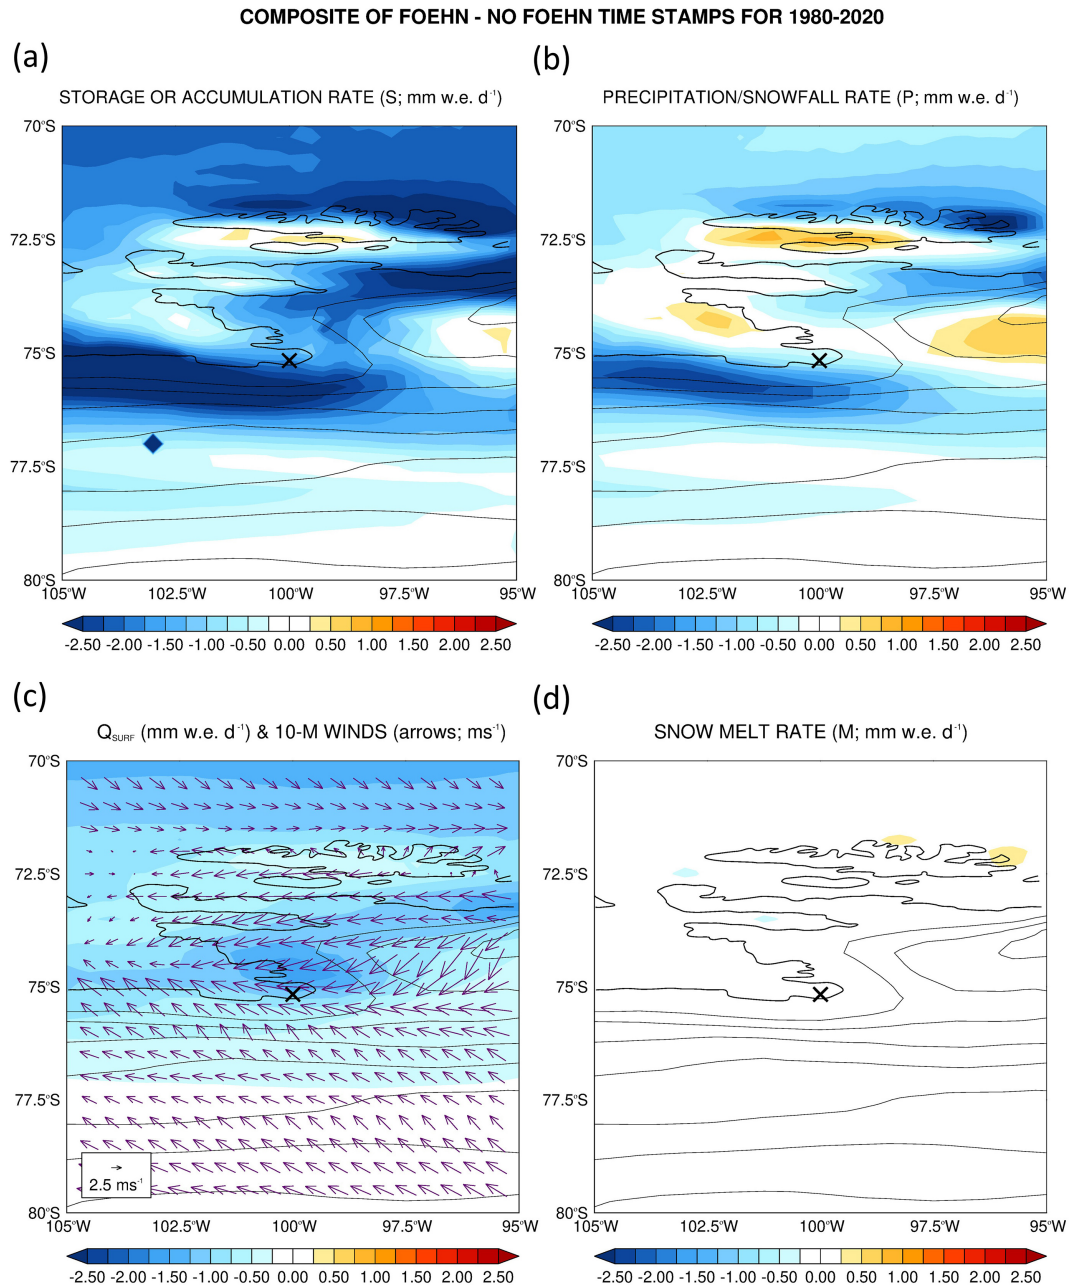 COMPOSITE OF FOEHN - NO FOEHN TIME STAMPS FOR 1980-2020
(a)
(b)
STORAGE OR ACCUMULATION RATE (S; mm w.e. d⁻¹)
PRECIPITATION/SNOWFALL RATE (P; mm w.e. d⁻¹)
70°S
72.5°S
75°S
77.5°S
80°S
105°W 102.5°W 100°W 97.5°W 95°W
-2.50 -2.00 -1.50 -1.00 -0.50 0.00 0.50 1.00 1.50 2.00 2.50
70°S
72.5°S
75°S
77.5°S
80°S
105°W 102.5°W 100°W 97.5°W 95°W
-2.50 -2.00 -1.50 -1.00 -0.50 0.00 0.50 1.00 1.50 2.00 2.50
(c)
(d)
Q_SURF (mm w.e. d⁻¹) & 10-M WINDS (arrows; ms⁻¹)
SNOW MELT RATE (M; mm w.e. d⁻¹)
70°S
72.5°S
75°S
77.5°S
80°S
2.5 ms⁻¹
105°W 102.5°W 100°W 97.5°W 95°W
-2.50 -2.00 -1.50 -1.00 -0.50 0.00 0.50 1.00 1.50 2.00 2.50
70°S
72.5°S
75°S
77.5°S
80°S
105°W 102.5°W 100°W 97.5°W 95°W
-2.50 -2.00 -1.50 -1.00 -0.50 0.00 0.50 1.00 1.50 2.00 2.50